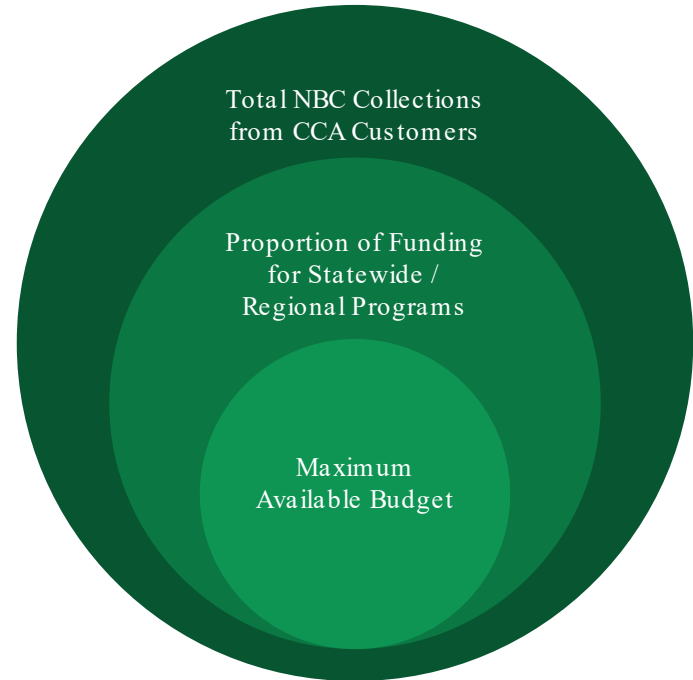 Total NBC Collections
from CCA Customers
Proportion of Funding
for Statewide /
Regional Programs
Maximum
Available Budget